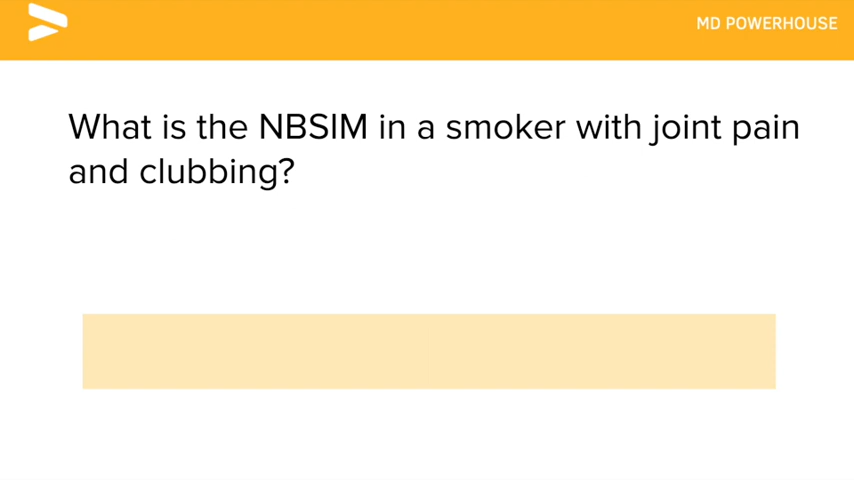 MD POWERHOUSE
What is the NBSIM in a smoker with joint pain
and clubbing?